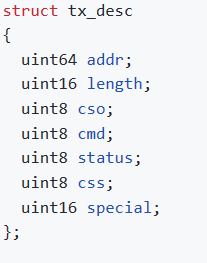 struct tx_desc
{
  uint64 addr;
  uint16 length;
  uint8 cso;
  uint8 cmd;
  uint8 status;
  uint8 css;
  uint16 special;
};